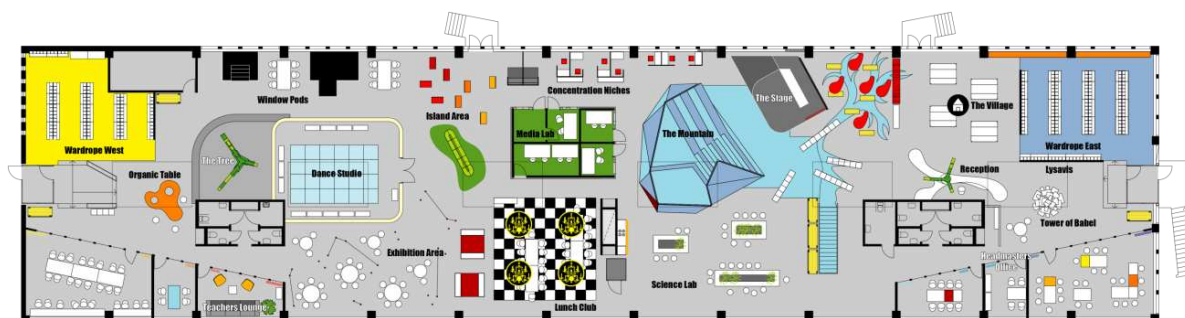 Window Pods
Concentration Niches
The Stage
The Village
Island Area
Media Lab
The Mountain
Wardrope West
Wardrope East
The Tree
Dance Studio
Organic Table
Reception
Lysavis
Tower of Babel
Exhibition Area-
Headmasters
Office
Science Lab
Teachers Lounge
Lunch Club